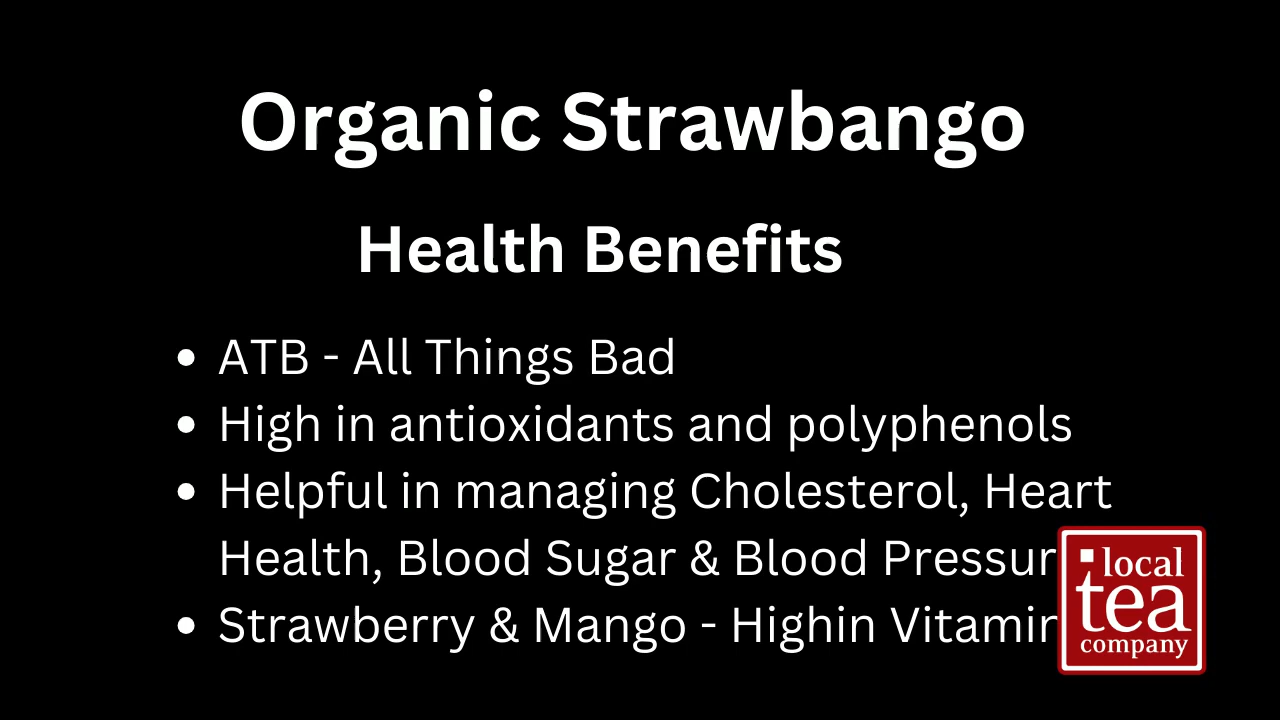 Organic Strawbango
Health Benefits
• ATB - All Things Bad
• High in antioxidants and polyphenols
• Helpful in managing Cholesterol, Heart
Health, Blood Sugar & Blood Pressur
• Strawberry & Mango - Highin Vitamin
local
tea
company